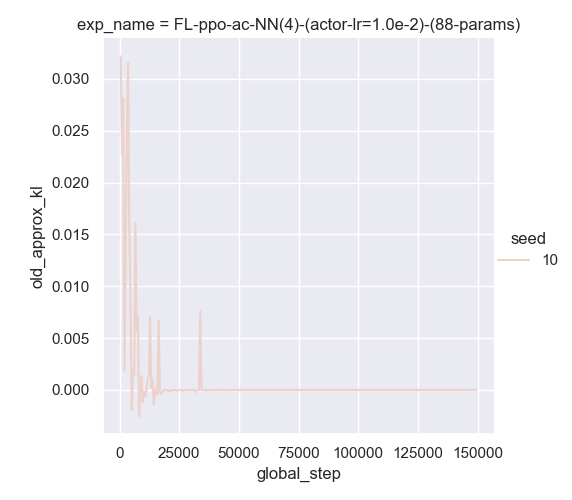 exp_name = FL-ppo-ac-NN(4)-(actor-lr=1.0e-2)-(88-params)
0.030
0.025
0.020
0.015
0.010
0.005
0.000
old_approx_kl
seed
10
0 25000 50000 75000 100000 125000 150000
global_step